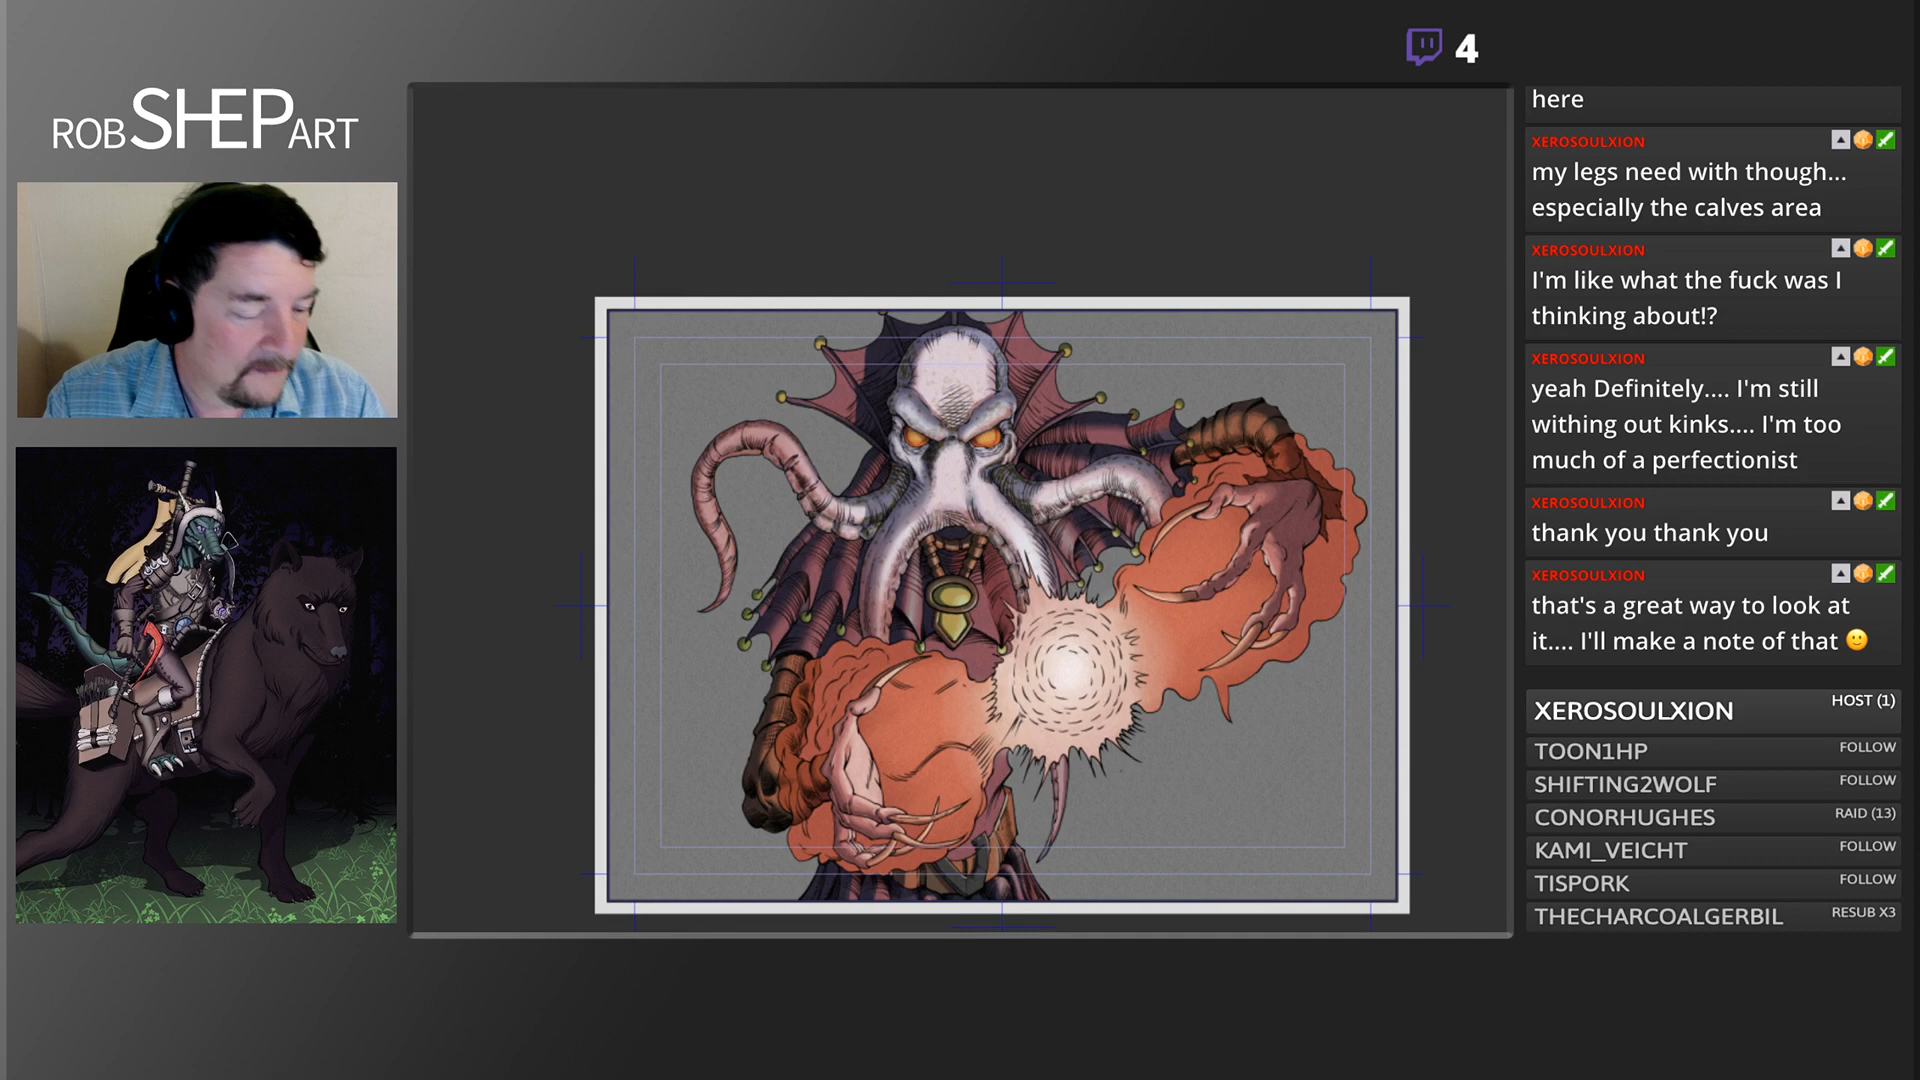 4
ROBSHEPART
here
XEROSOULXION
my legs need with though...
especially the calves area
XEROSOULXION
I'm like what the fuck was I
thinking about!?
XEROSOULXION
yeah Definitely.... I'm still
withing out kinks.... I'm too
much of a perfectionist
XEROSOULXION
thank you thank you
XEROSOULXION
that's a great way to look at
it.... I'll make a note of that 🙂
XEROSOULXION HOST (1)
TOON1HP FOLLOW
SHIFTING2WOLF FOLLOW
CONORHUGHES RAID (13)
KAMI_VEICHT FOLLOW
TISPORK FOLLOW
THECHARCOALGERBIL RESUB X3